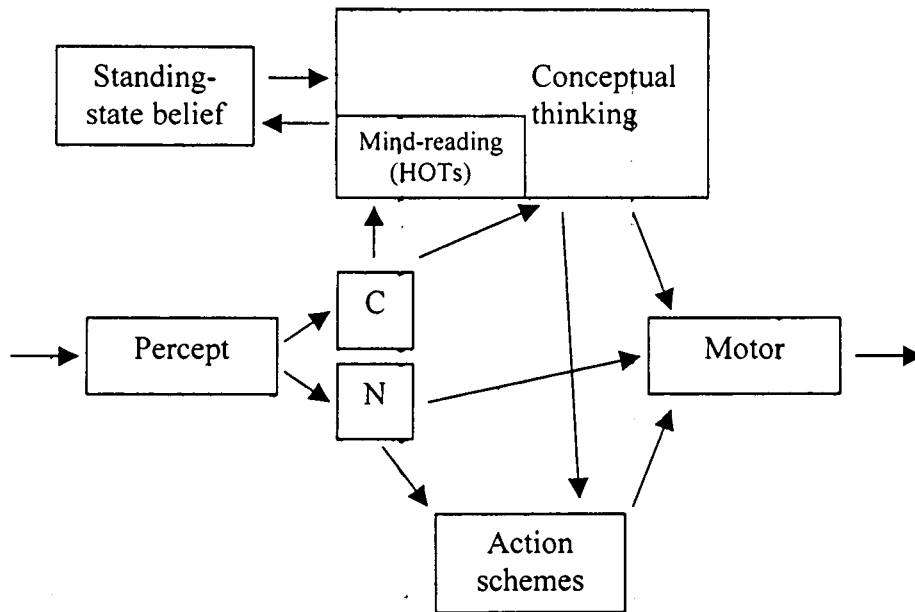 Standing-
state belief
Conceptual
thinking
Mind-reading
(HOTs)
C
Percept
N
Motor
Action
schemes